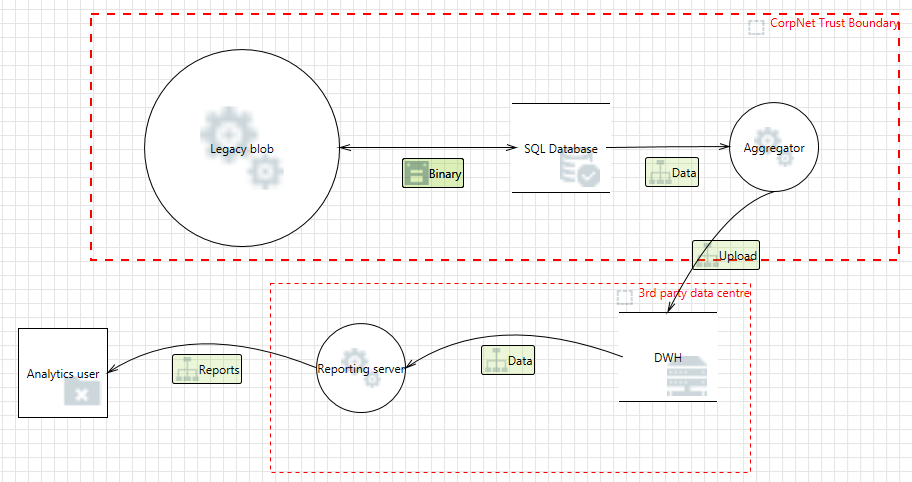 CorpNet Trust Boundary
Legacy blob
Binary
SQL Database
Data
Aggregator
Upload
3rd party data centre
Analytics user
Reports
Reporting server
Data
DWH